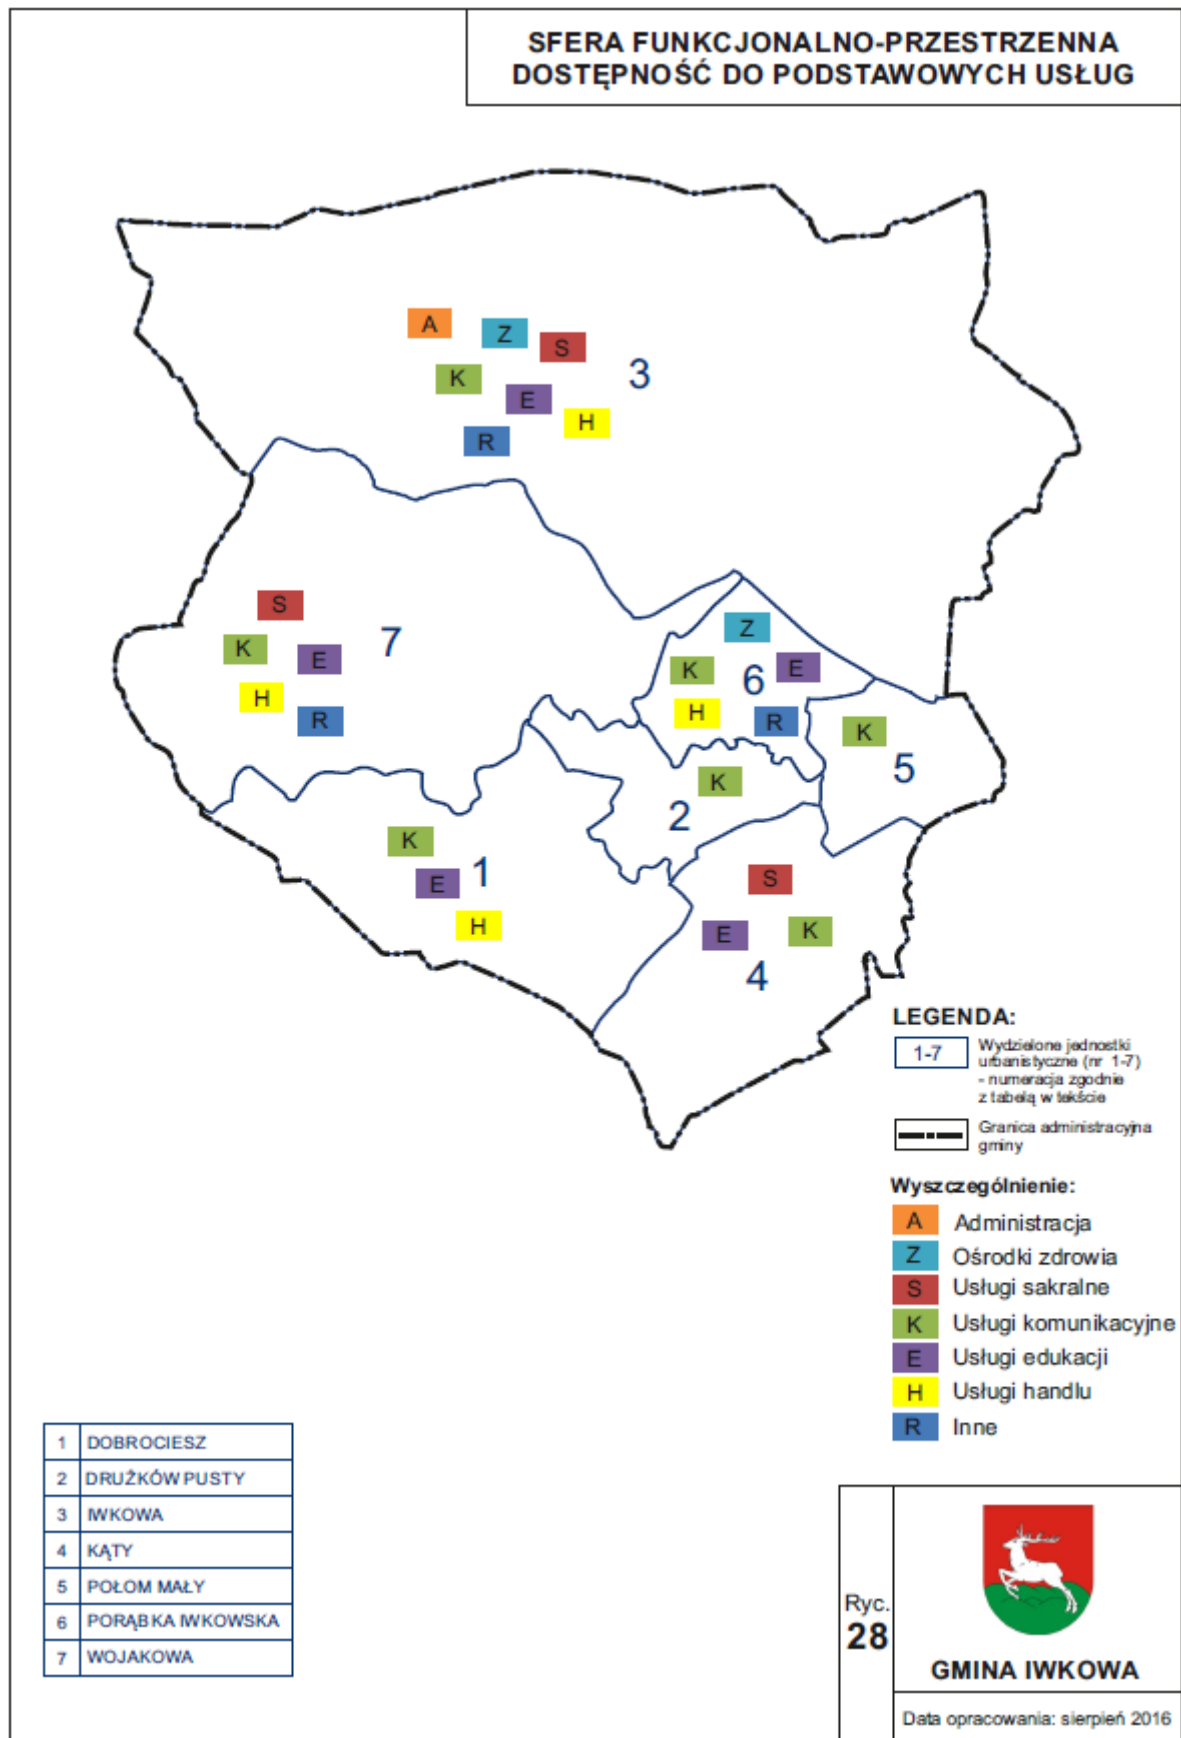 SFERA FUNKCJONALNO-PRZESTRZENNA
DOSTĘPNOŚĆ DO PODSTAWOWYCH USŁUG
A
Z
S
3
K
E
H
R
S
K
E
7
H
R
Z
K
E
6
H
R
K
5
K
2
K
E
1
H
S
E
K
4
LEGENDA:
1-7
Wydzielone jednostki
urbanistyczne (nr 1-7)
- numeracja zgodnie
z tabelą w tekście
Granica administracyjna
gminy
Wyszczególnienie:
A Administracja
Z Ośrodki zdrowia
S Usługi sakralne
K Usługi komunikacyjne
E Usługi edukacji
H Usługi handlu
R Inne
1 DOBROCIESZ
2 DRUŻKÓW PUSTY
3 IWKOWA
4 KĄTY
5 POŁOM MAŁY
6 PORĄBKA IWKOWSKA
7 WOJAKOWA
Ryc.
28
GMINA IWKOWA
Data opracowania: sierpień 2016